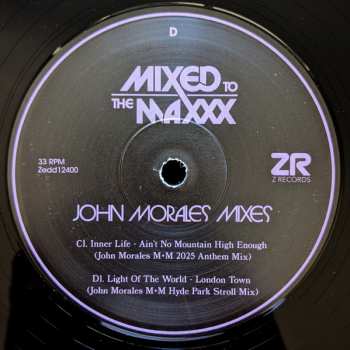 D
MIXED TO
THE MAXXX
33 RPM
Zedd12400
ZR
Z RECORDS
JOHN MORALES MIXES
C1. Inner Life - Ain't No Mountain High Enough
(John Morales M+M 2025 Anthem Mix)
D1. Light Of The World - London Town
(John Morales M+M Hyde Park Stroll Mix)